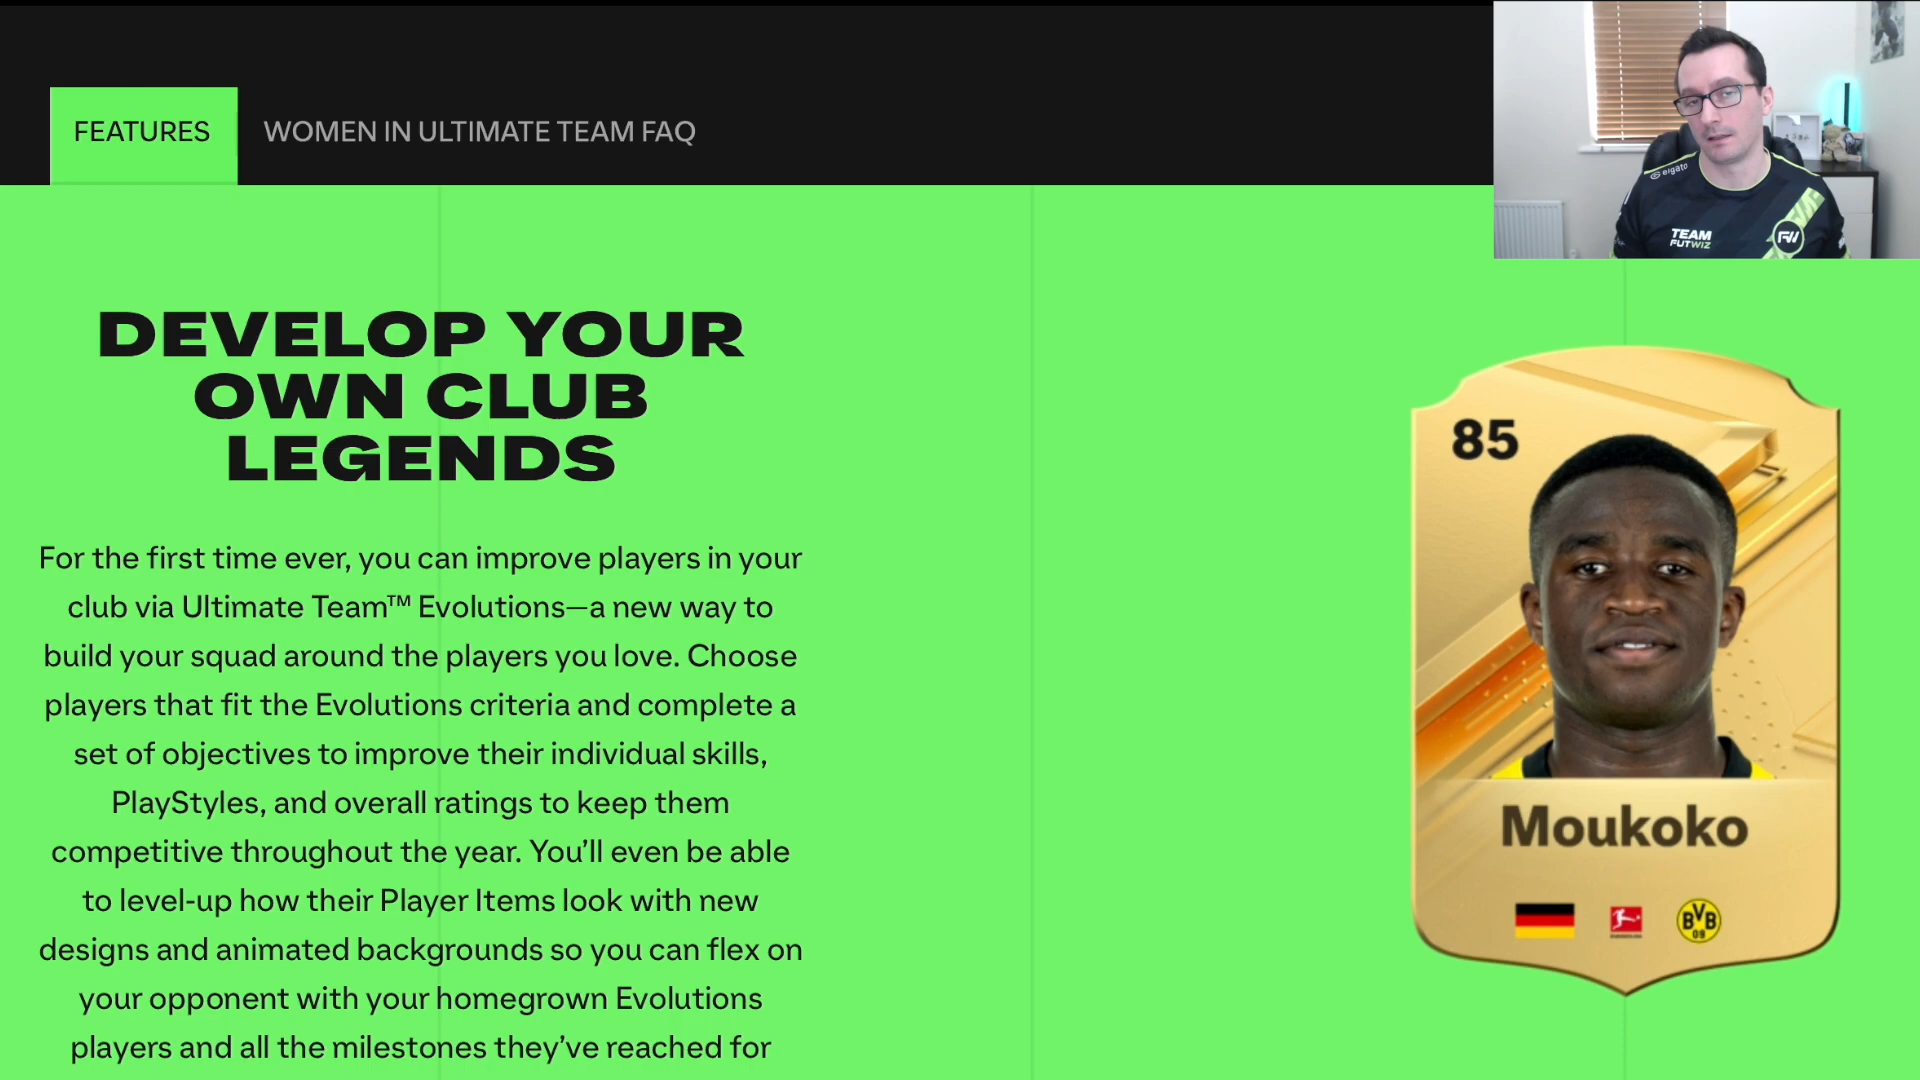 FEATURES
WOMEN IN ULTIMATE TEAM FAQ
elgato
TEAM
FUTWIZ
FW
DEVELOP YOUR
OWN CLUB
LEGENDS
For the first time ever, you can improve players in your
club via Ultimate Team™ Evolutions—a new way to
build your squad around the players you love. Choose
players that fit the Evolutions criteria and complete a
set of objectives to improve their individual skills,
PlayStyles, and overall ratings to keep them
competitive throughout the year. You’ll even be able
to level-up how their Player Items look with new
designs and animated backgrounds so you can flex on
your opponent with your homegrown Evolutions
players and all the milestones they’ve reached for
85
Moukoko
BVB
09